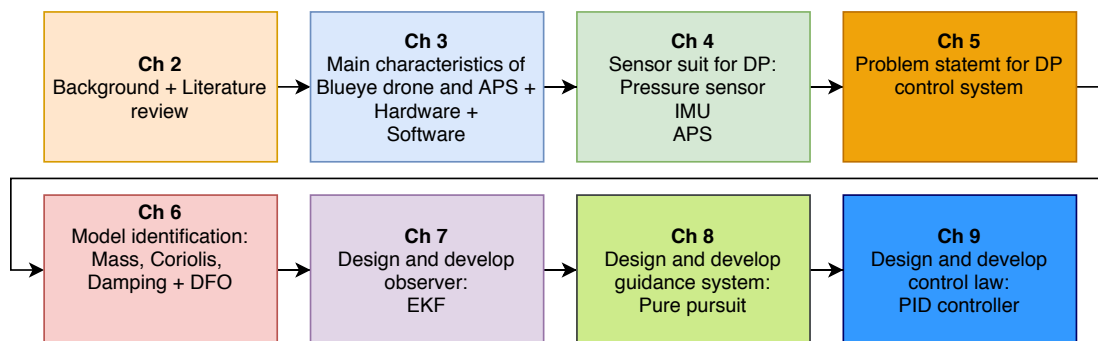 Ch 2
Background + Literature
review
Ch 3
Main characteristics of
Blueye drone and APS +
Hardware +
Software
Ch 4
Sensor suit for DP:
Pressure sensor
IMU
APS
Ch 5
Problem statemt for DP
control system
Ch 6
Model identification:
Mass, Coriolis,
Damping + DFO
Ch 7
Design and develop
observer:
EKF
Ch 8
Design and develop
guidance system:
Pure pursuit
Ch 9
Design and develop
control law:
PID controller